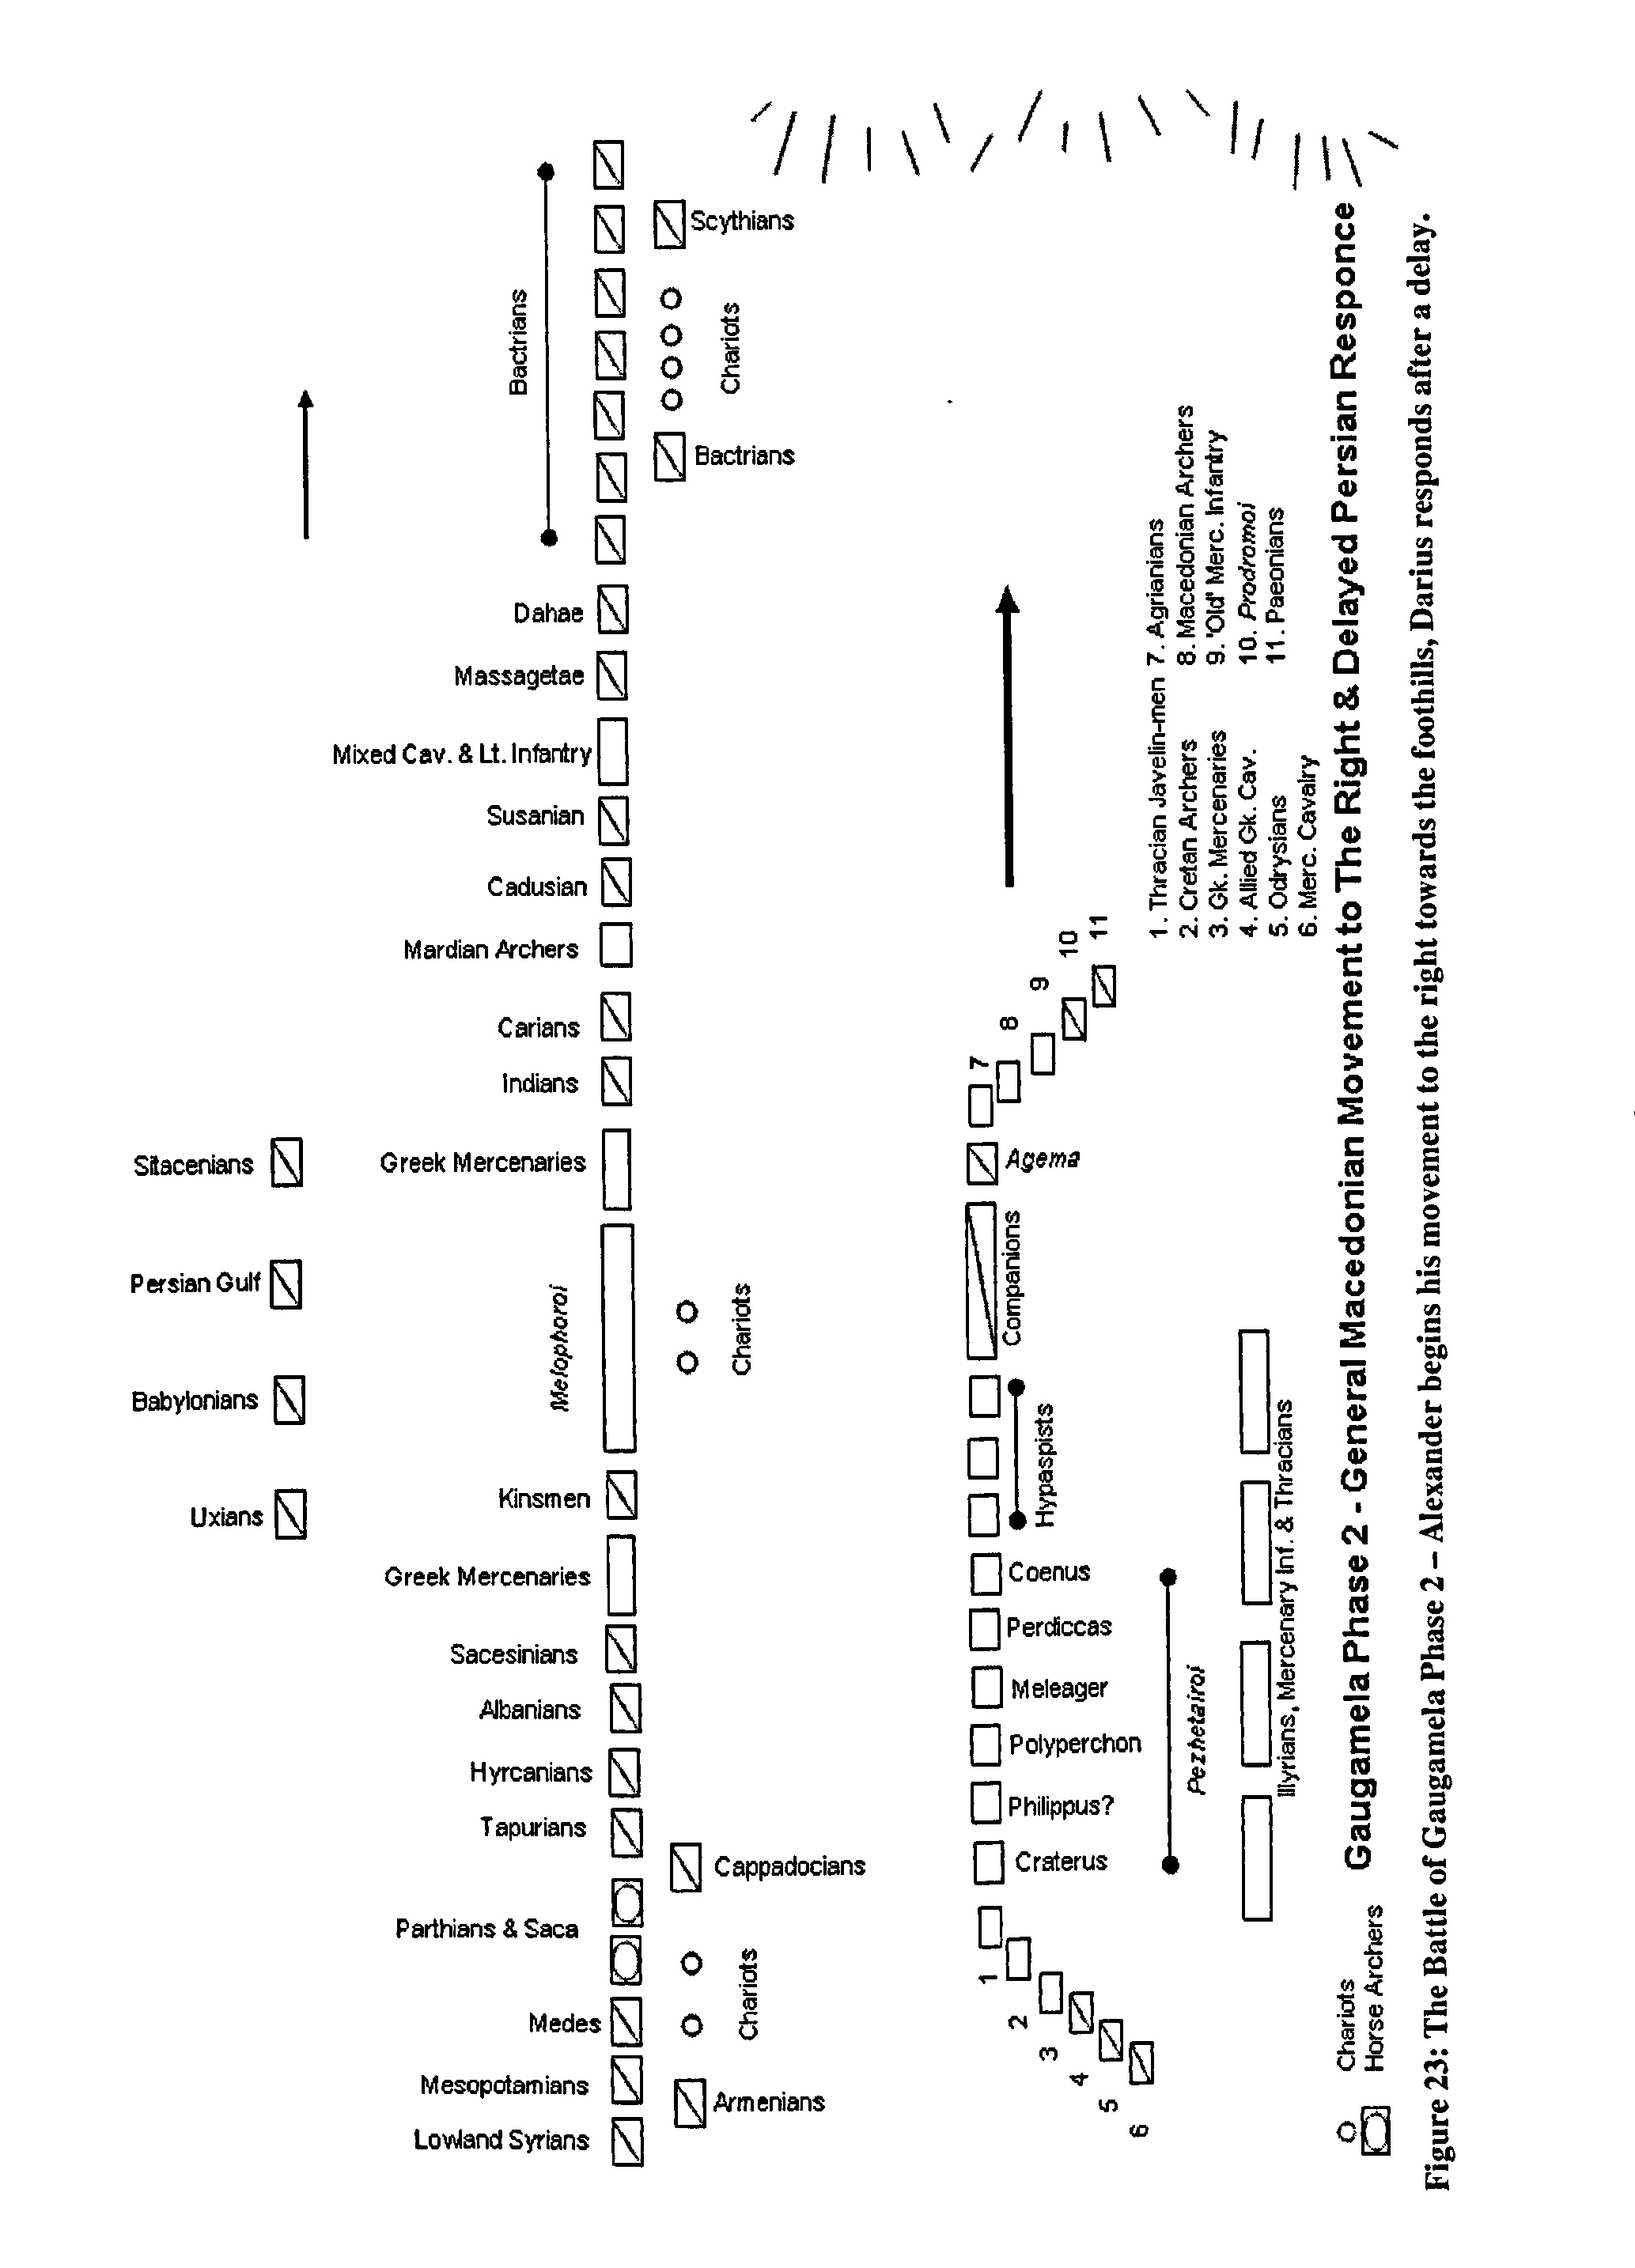 Sitacenians
Persian Gulf
Babylonians
Uxians
Bactrians
Dahae
Massagetae
Mixed Cav. & Lt. Infantry
Susanian
Cadusian
Mardian Archers
Carians
Indians
Greek Mercenaries
Melophoroi
Kinsmen
Greek Mercenaries
Sacesinians
Albanians
Hyrcanians
Tapurians
Parthians & Saca
Medes
Mesopotamians
Lowland Syrians
Scythians
Chariots
Bactrians
Chariots
Cappadocians
Chariots
Armenians
11
10
9
8
7
Agema
Companions
Hypaspists
Coenus
Perdiccas
Meleager
Polyperchon
Philippus?
Craterus
Pezhetairoi
1
2
3
4
5
6
Illyrians, Mercenary Inf. & Thracians
1. Thracian Javelin-men 7. Agrianians
2. Cretan Archers 8. Macedonian Archers
3. Gk. Mercenaries 9. 'Old' Merc. Infantry
4. Allied Gk. Cav. 10. Prodromoi
5. Odrysians 11. Paeonians
6. Merc. Cavalry
Chariots
Horse Archers
Gaugamela Phase 2 - General Macedonian Movement to The Right & Delayed Persian Responce
Figure 23: The Battle of Gaugamela Phase 2 – Alexander begins his movement to the right towards the foothills, Darius responds after a delay.